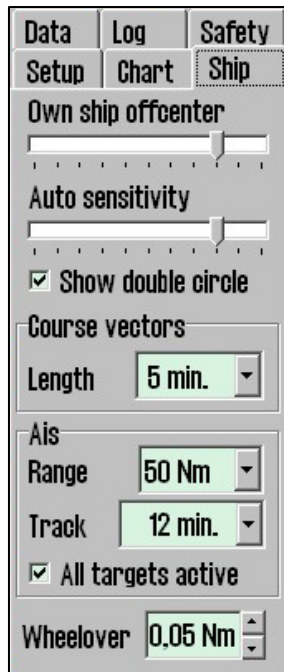 Data Log Safety
Setup Chart Ship
Own ship offcenter
Auto sensitivity
Show double circle
Course vectors
Length 5 min.
Ais
Range 50 Nm
Track 12 min.
All targets active
Wheelover 0,05 Nm